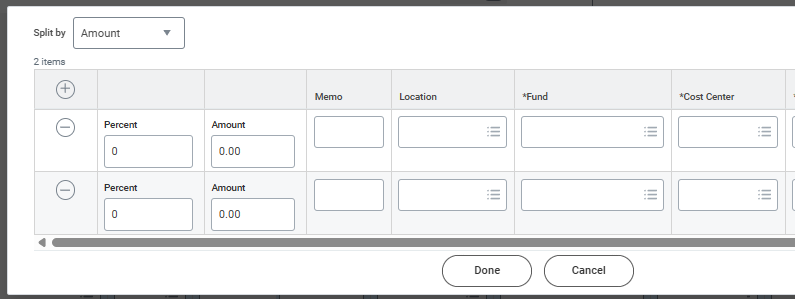 Split by Amount
2 items
Memo Location *Fund *Cost Center
Percent Amount
0 0.00
Percent Amount
0 0.00
Done Cancel